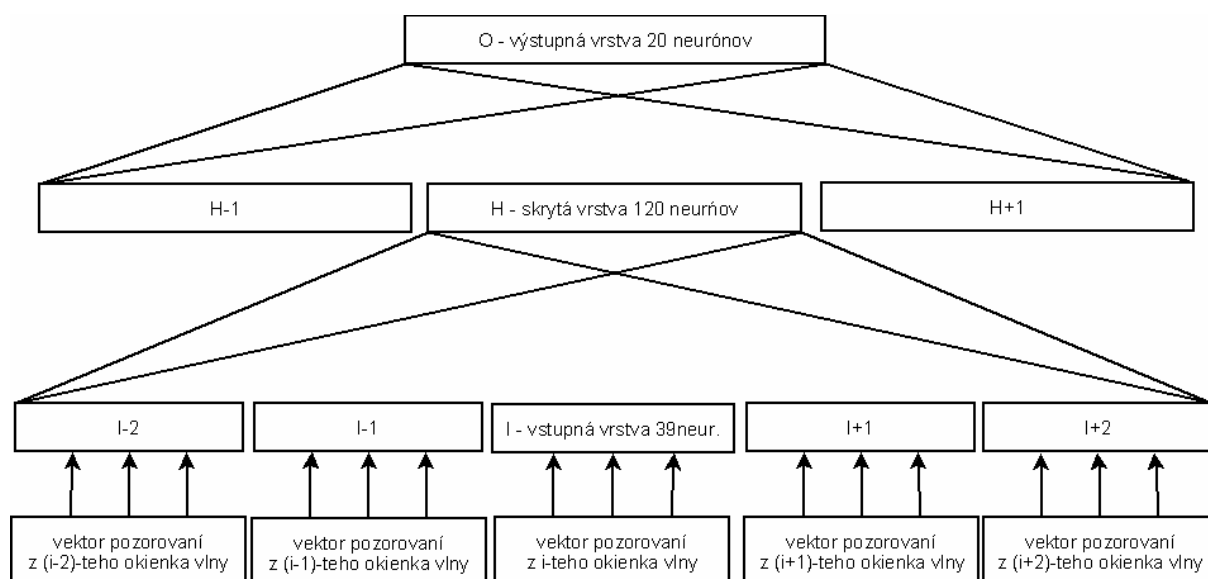 O - výstupná vrstva 20 neurónov
H-1
H - skrytá vrstva 120 neurńov
H+1
I-2
I-1
I - vstupná vrstva 39neur.
I+1
I+2
vektor pozorovaní
z (i-2)-teho okienka vlny
vektor pozorovaní
z (i-1)-teho okienka vlny
vektor pozorovaní
z i-teho okienka vlny
vektor pozorovaní
z (i+1)-teho okienka vlny
vektor pozorovaní
z (i+2)-teho okienka vlny